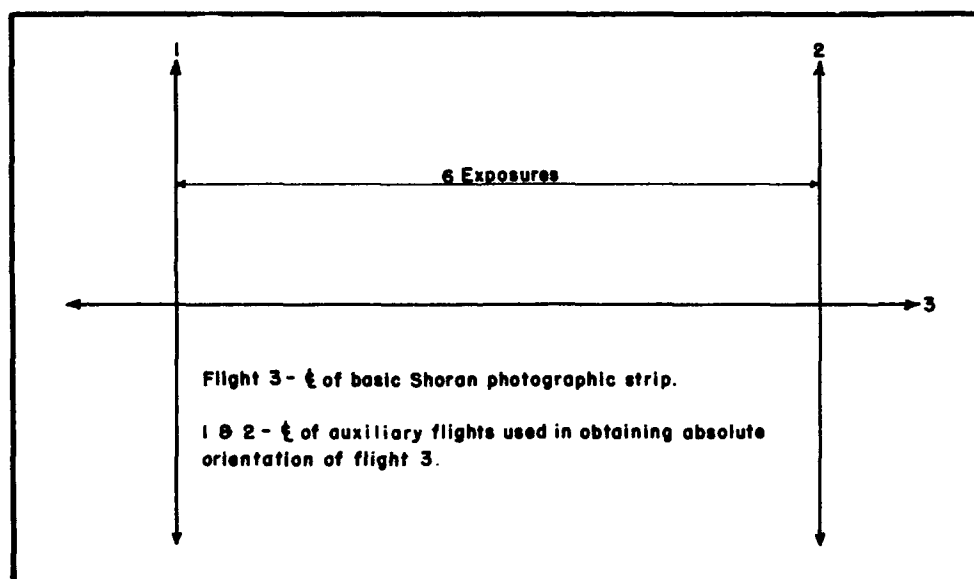 1 2
6 Exposures
3
Flight 3 - ℄ of basic Shoran photographic strip.
1 & 2 - ℄ of auxiliary flights used in obtaining absolute
orientation of flight 3.